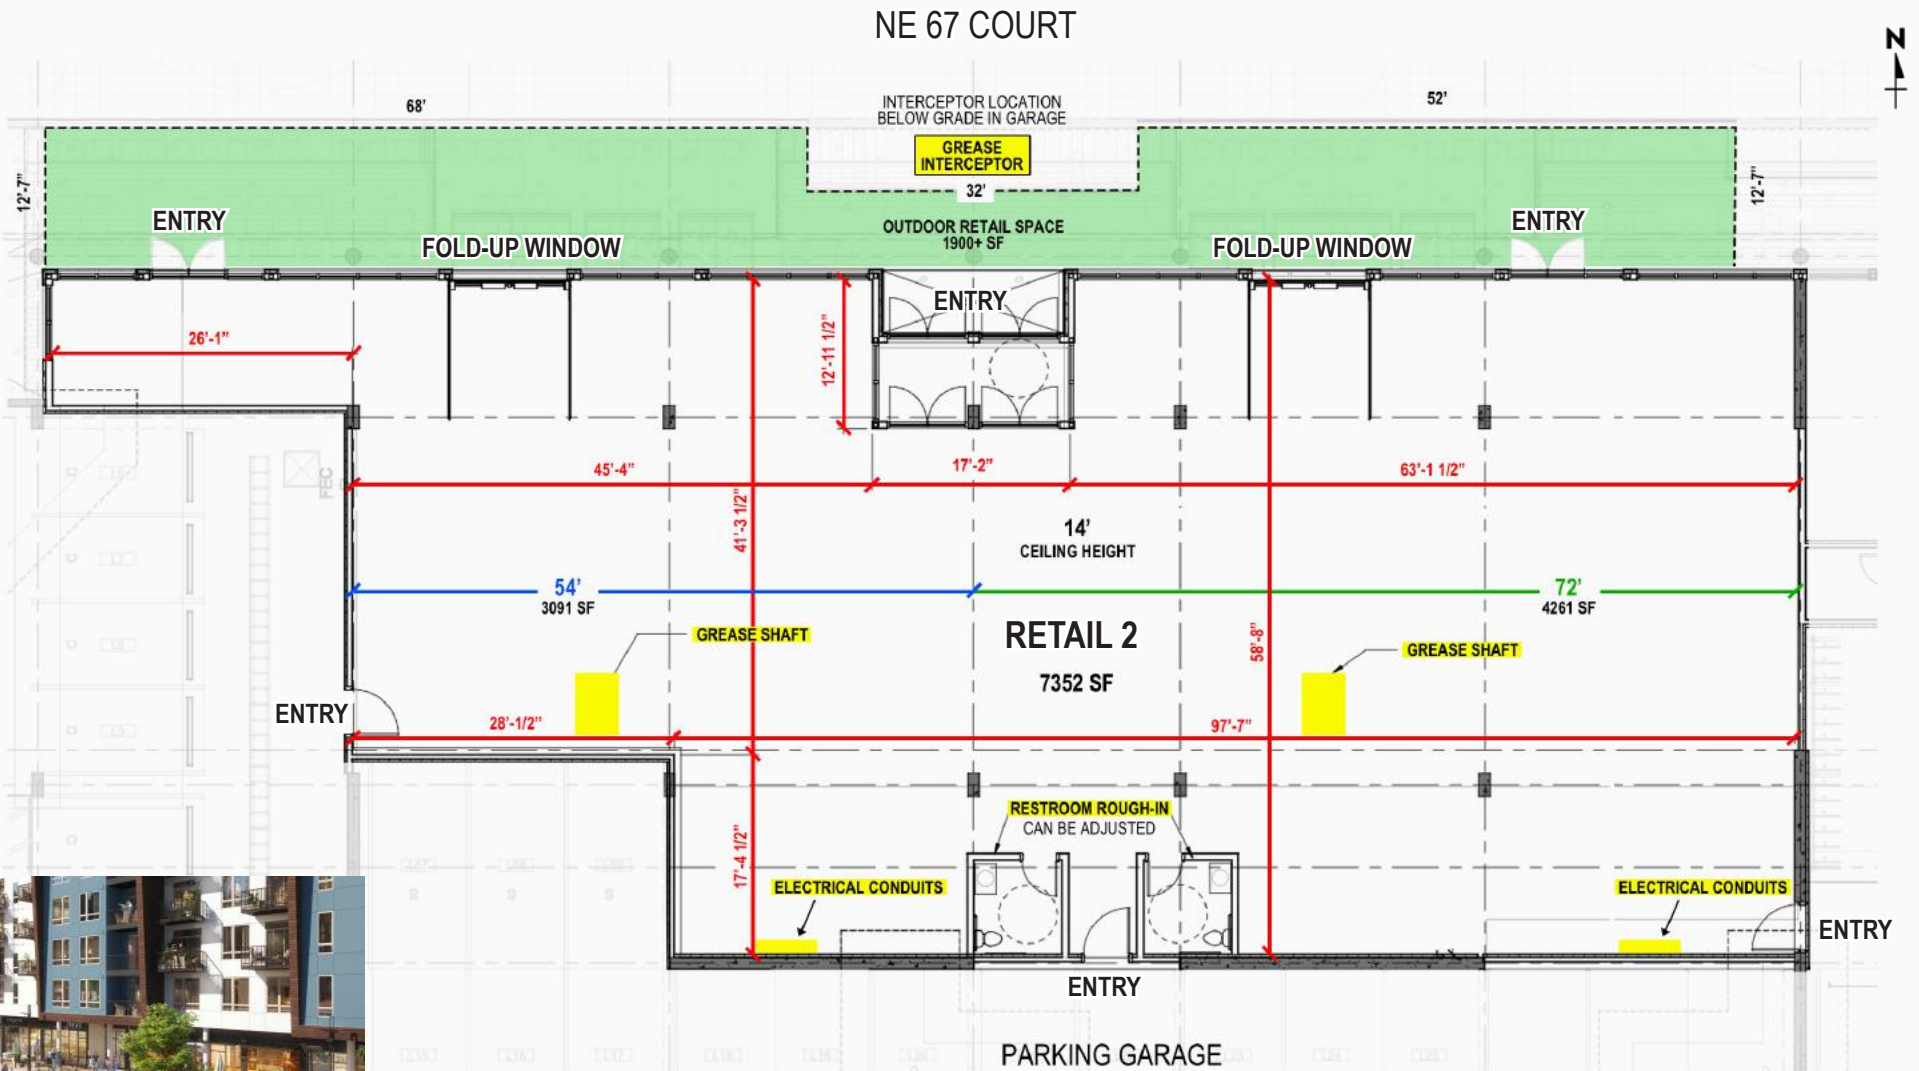 NE 67 COURT
N
68'
INTERCEPTOR LOCATION
BELOW GRADE IN GARAGE
52'
GREASE
INTERCEPTOR
32'
12'-7"
12'-7"
ENTRY
FOLD-UP WINDOW
OUTDOOR RETAIL SPACE
1900+ SF
FOLD-UP WINDOW
ENTRY
ENTRY
26'-1"
12'-11 1/2"
45'-4"
17'-2"
63'-1 1/2"
FEC
41'-3 1/2"
14'
CEILING HEIGHT
54'
3091 SF
72'
4261 SF
GREASE SHAFT
RETAIL 2
58'-8"
GREASE SHAFT
7352 SF
ENTRY
28'-1/2"
97'-7"
RESTROOM ROUGH-IN
CAN BE ADJUSTED
17'-4 1/2"
ELECTRICAL CONDUITS
ELECTRICAL CONDUITS
ENTRY
ENTRY
PARKING GARAGE